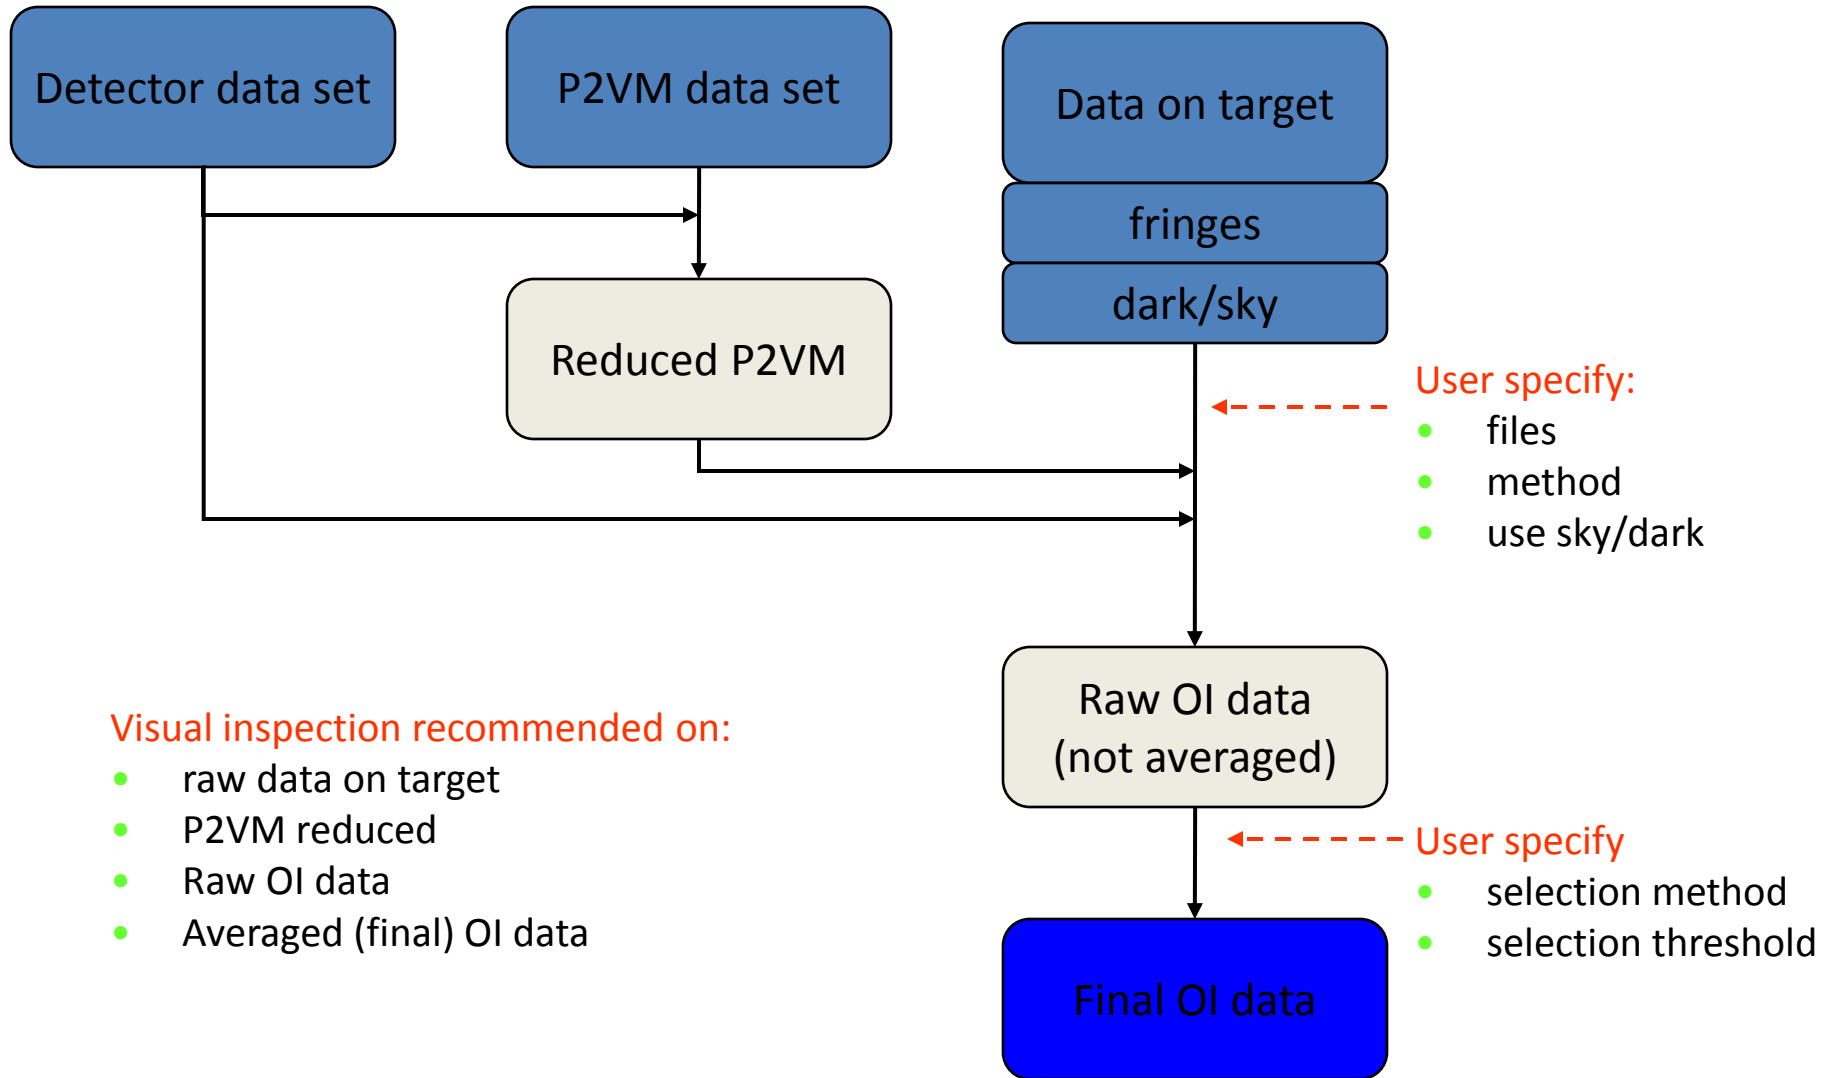 Detector data set
P2VM data set
Data on target
fringes
dark/sky
Reduced P2VM
User specify:
• files
• method
• use sky/dark
Raw OI data
(not averaged)
Visual inspection recommended on:
• raw data on target
• P2VM reduced
• Raw OI data
• Averaged (final) OI data
User specify
• selection method
• selection threshold
Final OI data